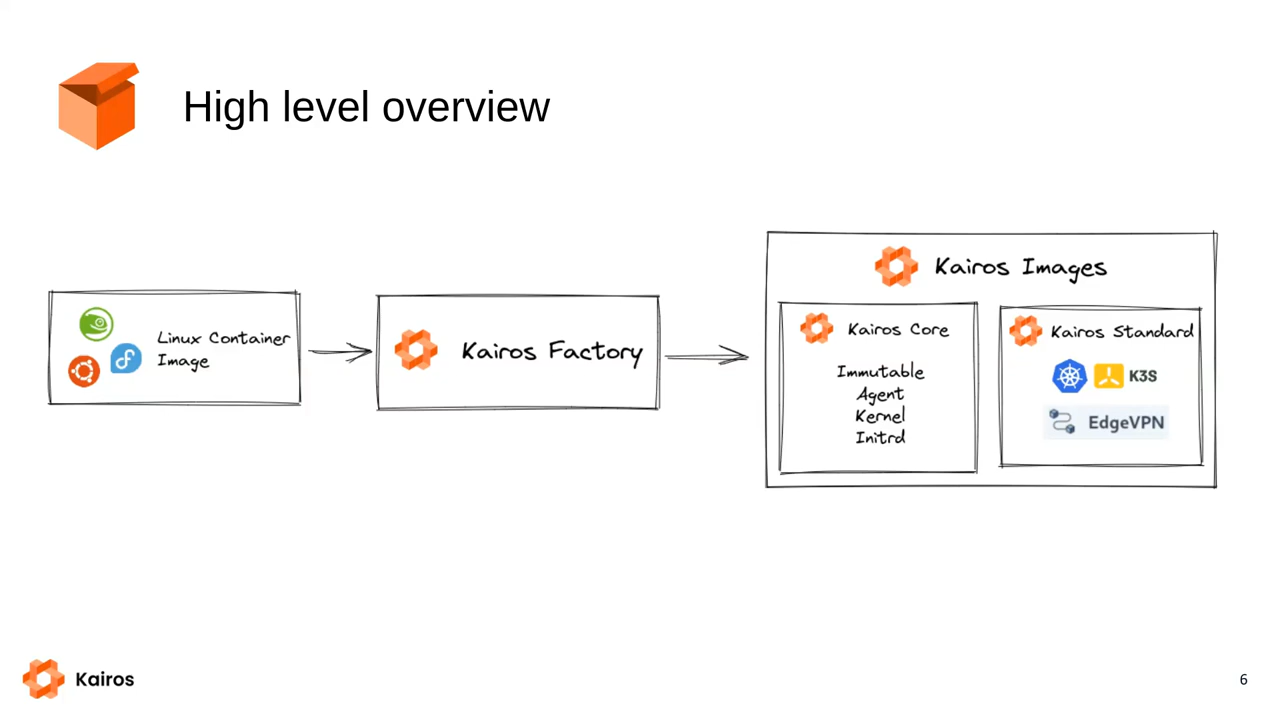 High level overview
Linux Container
Image
Kairos Factory
Kairos Images
Kairos Core
Immutable
Agent
Kernel
Initrd
Kairos Standard
K3S
EdgeVPN
Kairos
6